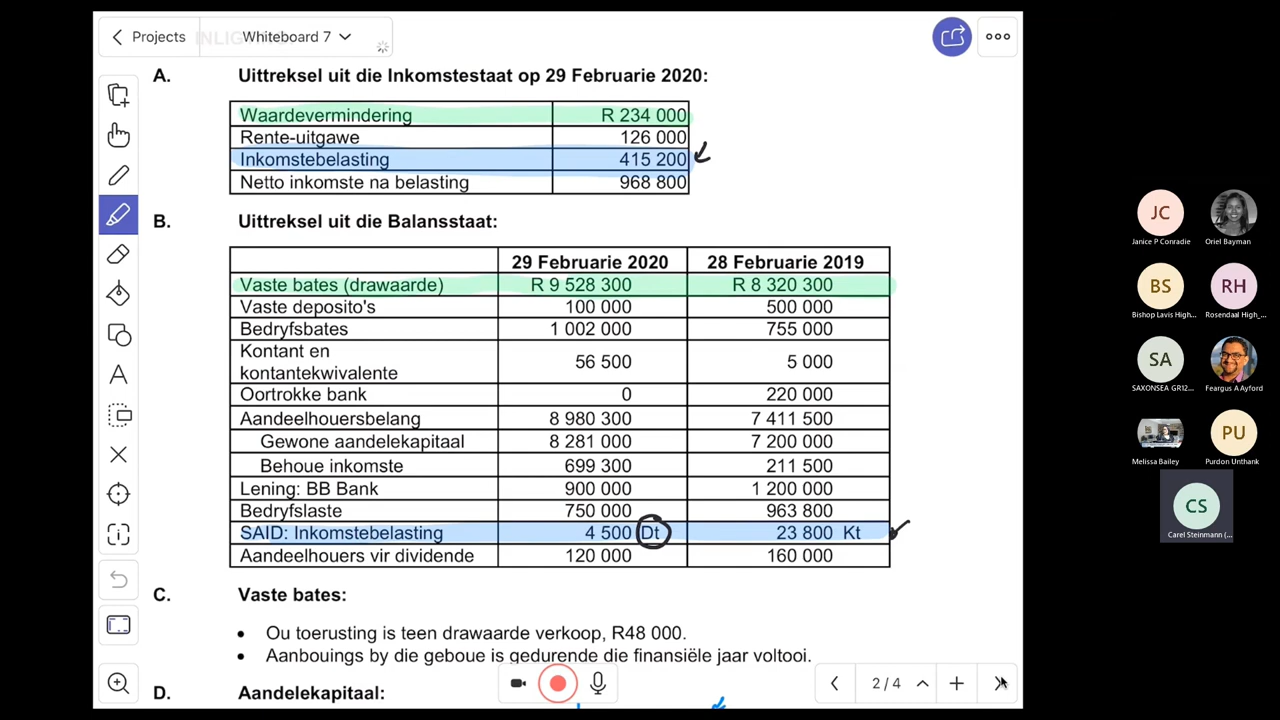 Projects
Whiteboard 7
A. Uittreksel uit die Inkomstestaat op 29 Februarie 2020:
Waardevermindering R 234 000
Rente-uitgawe 126 000
Inkomstebelasting 415 200
Netto inkomste na belasting 968 800
B. Uittreksel uit die Balansstaat:
29 Februarie 2020 28 Februarie 2019
Vaste bates (drawaarde) R 9 528 300 R 8 320 300
Vaste deposito's 100 000 500 000
Bedryfsbates 1 002 000 755 000
Kontant en
kontantekwivalente 56 500 5 000
Oortrokke bank 0 220 000
Aandeelhouersbelang 8 980 300 7 411 500
Gewone aandelekapitaal 8 281 000 7 200 000
Behoue inkomste 699 300 211 500
Lening: BB Bank 900 000 1 200 000
Bedryfslaste 750 000 963 800
SAID: Inkomstebelasting 4 500 Dt 23 800 Kt
Aandeelhouers vir dividende 120 000 160 000
C. Vaste bates:
• Ou toerusting is teen drawaarde verkoop, R48 000.
• Aanbouings by die geboue is gedurende die finansiële jaar voltooi.
D. Aandelekapitaal:
2 / 4
JC
Janice P Conradie
Oriel Bayman
BS
Bishop Lavis High...
RH
Rosendaal High_...
SA
SAXONSEA GR12...
Feargus A Ayford
Melissa Bailey
PU
Purdon Unthank
CS
Carel Steinmann (...